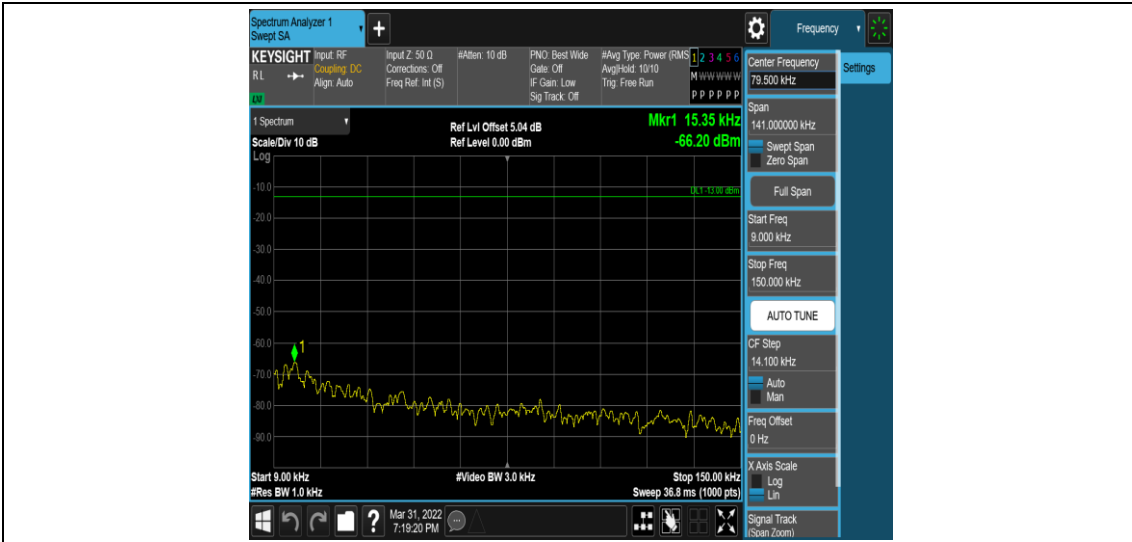 Spectrum Analyzer 1
Swept SA
+
Frequency
KEYSIGHT
RL
Input: RF
Coupling: DC
Align: Auto
Input Z: 50 Ω
Corrections: Off
Freq Ref: Int (S)
#Atten: 10 dB
PNO: Best Wide
Gate: Off
IF Gain: Low
Sig Track: Off
#Avg Type: Power (RMS
Avg|Hold: 10/10
Trig: Free Run
1 2 3 4 5 6
M W W W W W
P P P P P P
1 Spectrum
Scale/Div 10 dB
Log
Ref Lvl Offset 5.04 dB
Ref Level 0.00 dBm
Mkr1 15.35 kHz
-66.20 dBm
DL1 -13.00 dBm
-10.0
-20.0
-30.0
-40.0
-50.0
-60.0
-70.0
-80.0
-90.0
1
Start 9.00 kHz
#Res BW 1.0 kHz
#Video BW 3.0 kHz
Stop 150.00 kHz
Sweep 36.8 ms (1000 pts)
?
Mar 31, 2022
7:19:20 PM
Center Frequency
79.500 kHz
Settings
Span
141.000000 kHz
Swept Span
Zero Span
Full Span
Start Freq
9.000 kHz
Stop Freq
150.000 kHz
AUTO TUNE
CF Step
14.100 kHz
Auto
Man
Freq Offset
0 Hz
X Axis Scale
Log
Lin
Signal Track
(Span Zoom)